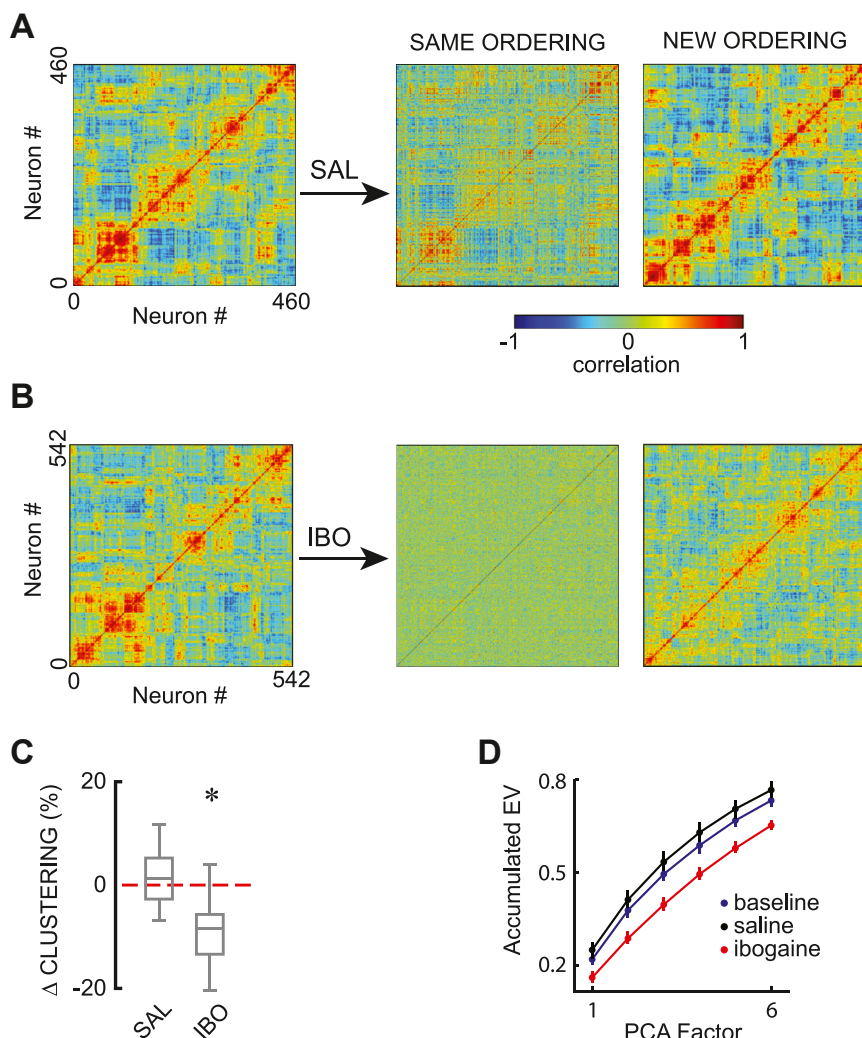 A
SAME ORDERING
NEW ORDERING
460
Neuron #
0
SAL
0
460
Neuron #
-1
0
1
correlation
B
542
Neuron #
0
IBO
0
542
Neuron #
C
20
*
Δ CLUSTERING (%)
0
-20
SAL
IBO
D
0.8
Accumulated EV
0.5
0.2
baseline
saline
ibogaine
1
6
PCA Factor